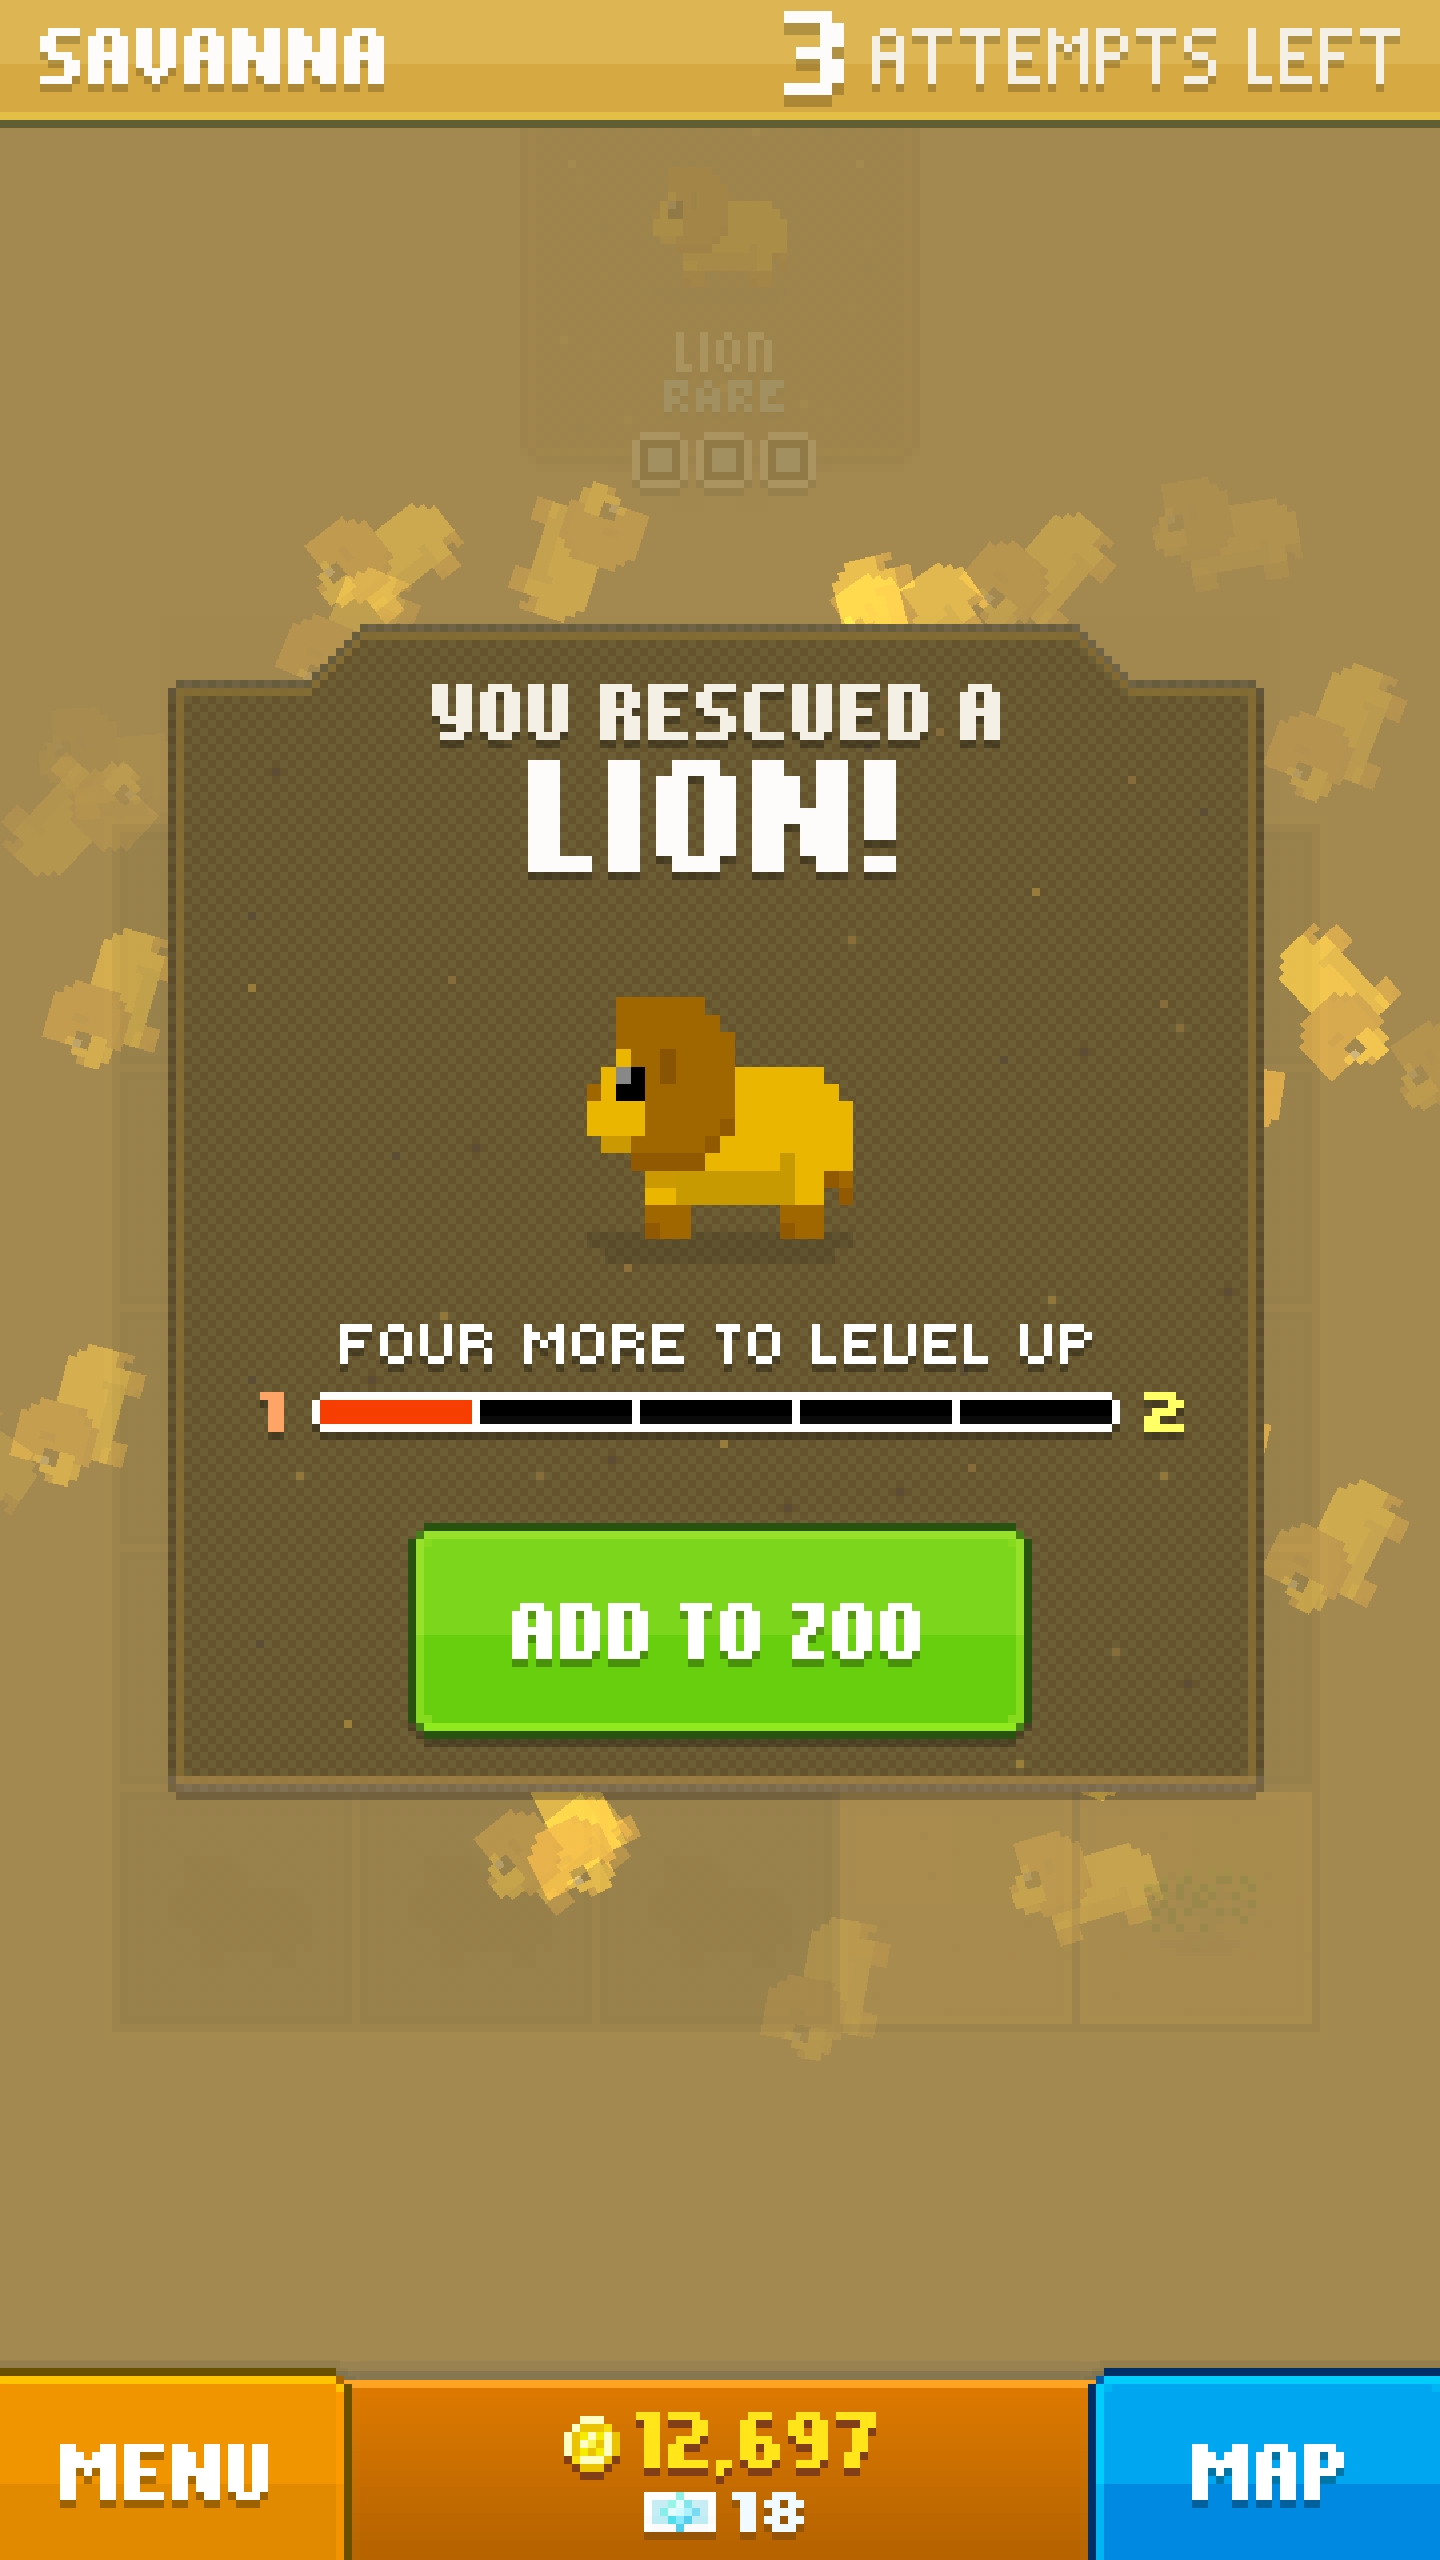 SAVANNA
3 ATTEMPTS LEFT
LION
RARE
YOU RESCUED A
LION!
FOUR MORE TO LEVEL UP
1 2
ADD TO ZOO
MENU
12,697
18
MAP